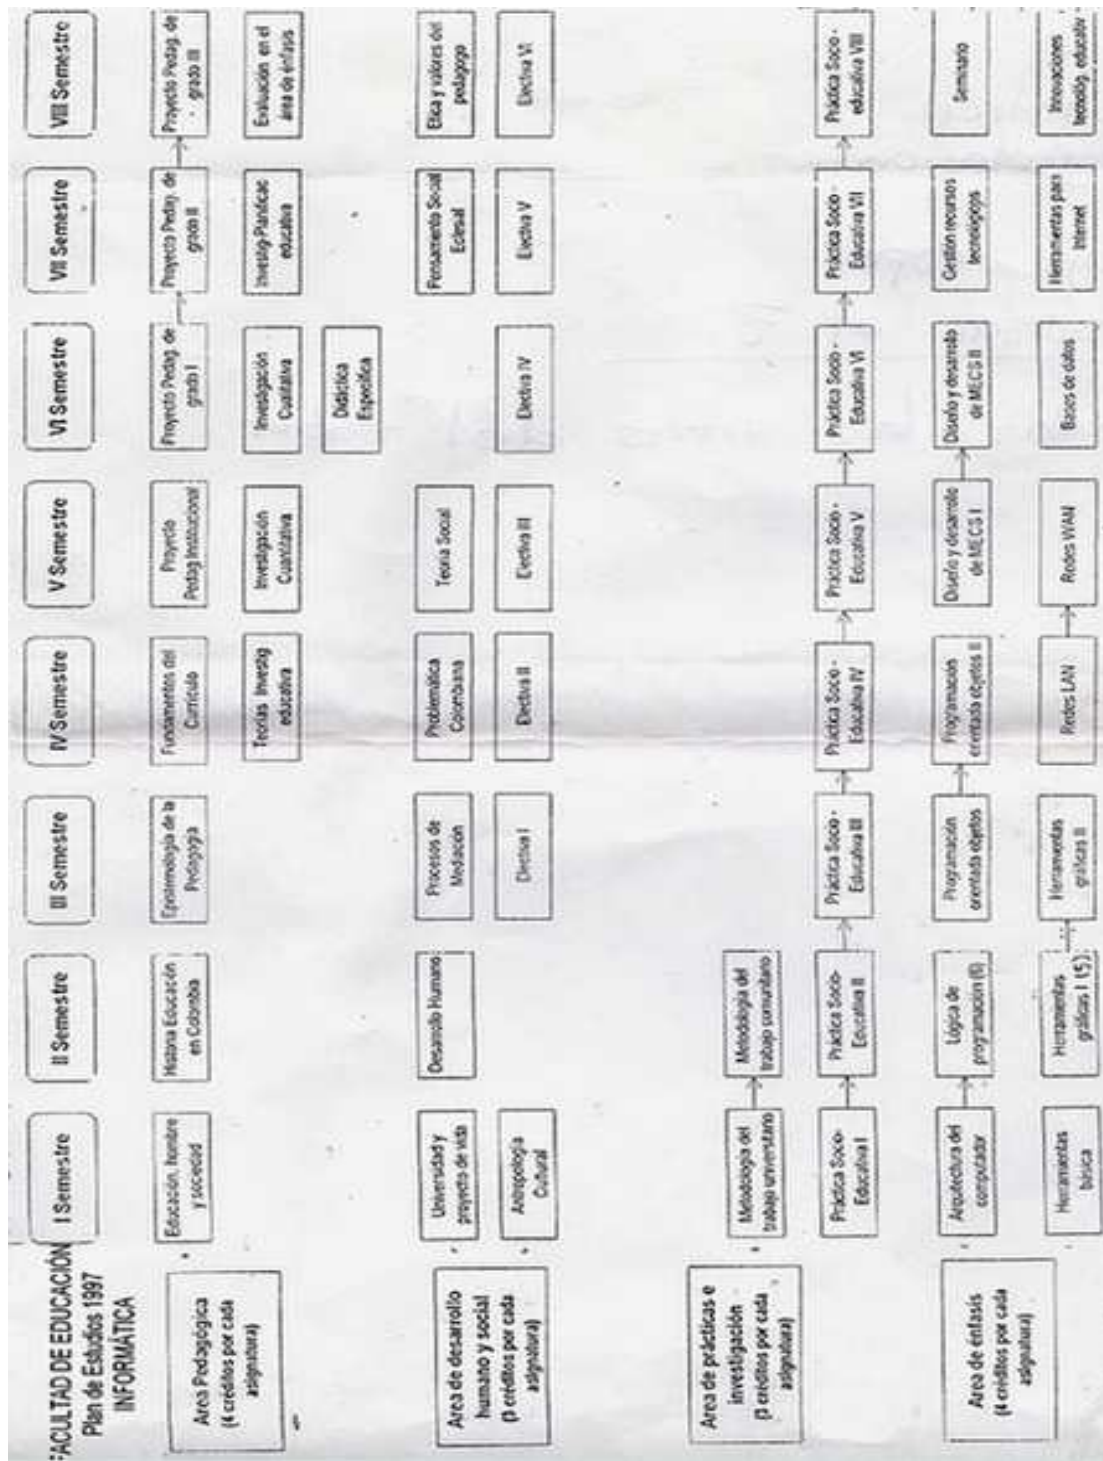 FACULTAD DE EDUCACIÓN
Plan de Estudios 1997
INFORMÁTICA
I Semestre
II Semestre
III Semestre
IV Semestre
V Semestre
VI Semestre
VII Semestre
VIII Semestre
Area Pedagógica
(4 créditos por cada
asignatura)
Educación, hombre
y sociedad
Historia Educación
en Colombia
Epistemología de la
Pedagogía
Fundamentos del
Currículo
Proyecto
Pedag Institucional
Proyecto Pedag. de
grado I
Proyecto Pedag. de
grado II
Proyecto Pedag. de
grado III
Teorías Investig
educativa
Investigación
Cuantitativa
Investigación
Cualitativa
Investig-Planificac
educativa
Evaluación en el
área de énfasis
Didáctica
Específica
Area de desarrollo
humano y social
(3 créditos por cada
asignatura)
Universidad y
proyecto de vida
Desarrollo Humano
Procesos de
Mediación
Problemática
Colombiana
Teoría Social
Pensamiento Social
Eclesial
Etica y valores del
pedagogo
Antropología
Cultural
Electiva I
Electiva II
Electiva III
Electiva IV
Electiva V
Electiva VI
Area de prácticas e
investigación
(3 créditos por cada
asignatura)
Metodología del
trabajo universitario
Metodología del
trabajo comunitario
Práctica Socio-
Educativa I
Práctica Socio-
Educativa II
Práctica Socio -
Educativa III
Práctica Socio -
Educativa IV
Práctica Socio -
Educativa V
Práctica Socio -
Educativa VI
Práctica Socio -
Educativa VII
Práctica Socio -
educativa VIII
Area de énfasis
(4 créditos por cada
asignatura)
Arquitectura del
computador
Lógica de
programación (6)
Programación
orientada objetos
Programación
orientada objetos II
Diseño y desarrollo
de MECS I
Diseño y desarrollo
de MECS II
Gestión recursos
tecnológicos
Seminario
Herramientas
básica
Herramientas
gráficas I (5)
Herramientas
gráficas II
Redes LAN
Redes WAN
Bases de datos
Herramientas para
Internet
Innovaciones
tecnológ. educativ